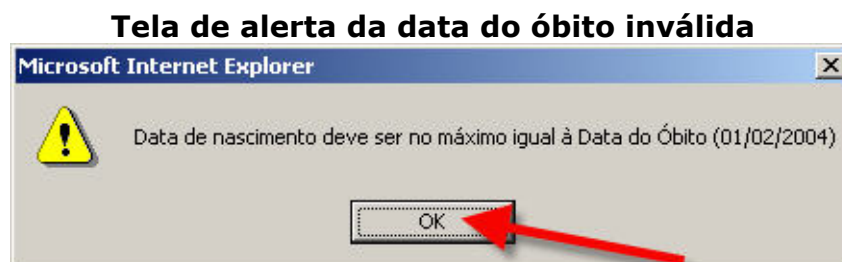 Tela de alerta da data do óbito inválida
Microsoft Internet Explorer
Data de nascimento deve ser no máximo igual à Data do Óbito (01/02/2004)
OK